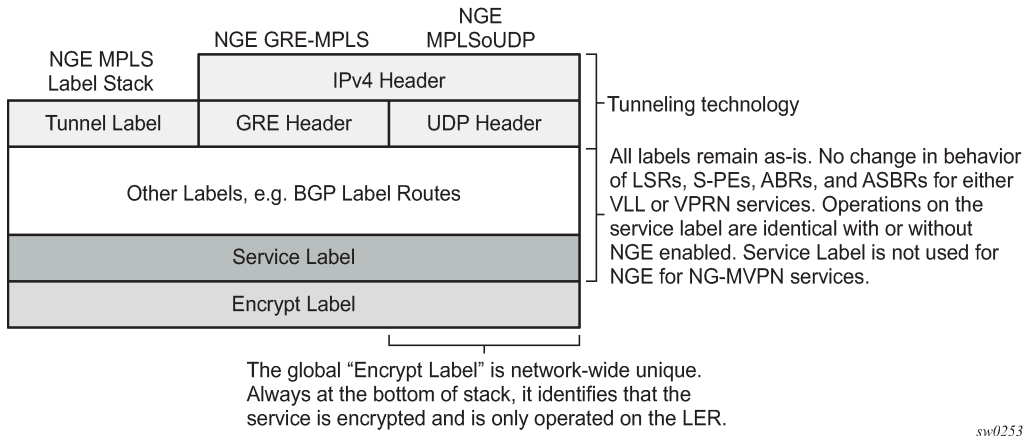 NGE
NGE GRE-MPLS
MPLSoUDP
NGE MPLS
Label Stack
IPv4 Header
Tunnel Label
GRE Header
UDP Header
Tunneling technology
Other Labels, e.g. BGP Label Routes
All labels remain as-is. No change in behavior
of LSRs, S-PEs, ABRs, and ASBRs for either
VLL or VPRN services. Operations on the
service label are identical with or without
NGE enabled. Service Label is not used for
NGE for NG-MVPN services.
Service Label
Encrypt Label
The global “Encrypt Label” is network-wide unique.
Always at the bottom of stack, it identifies that the
service is encrypted and is only operated on the LER.
sw0253